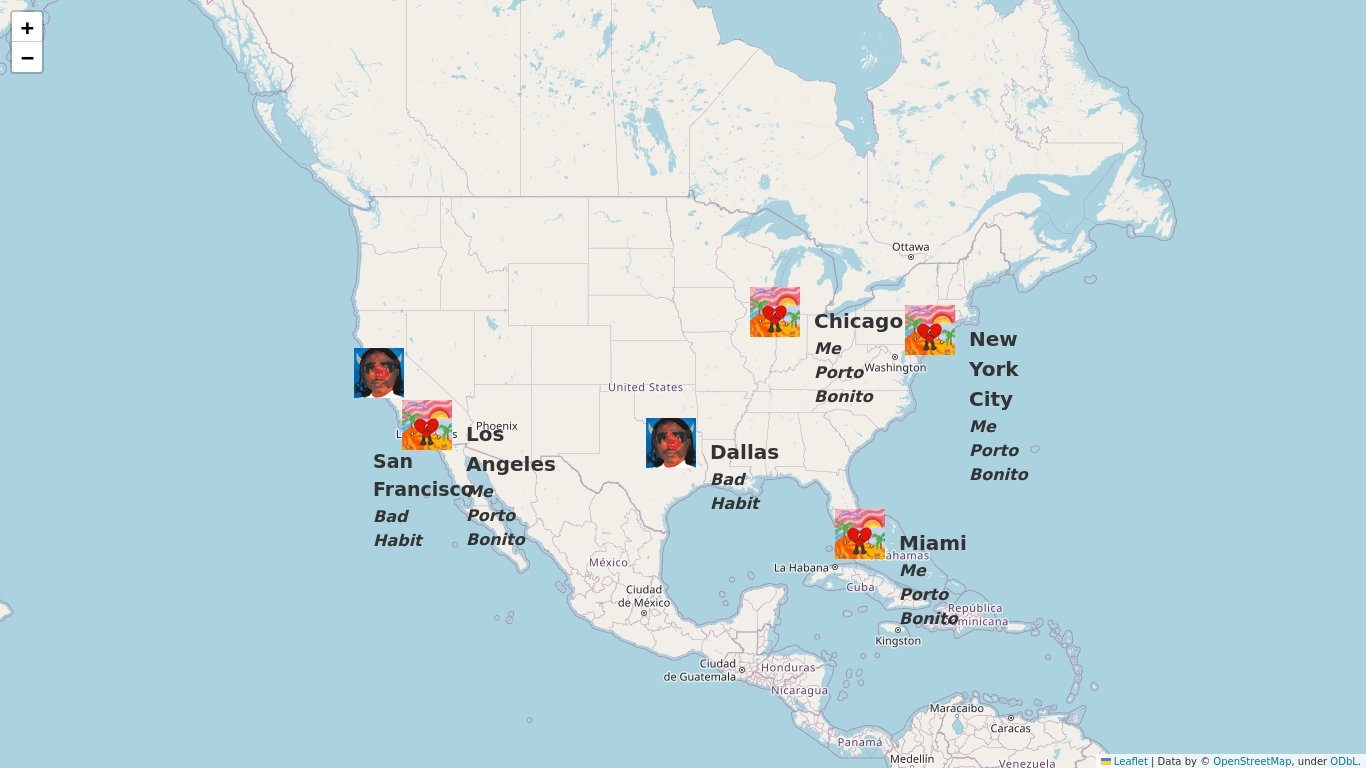 +
−
Ottawa
Chicago
Me
Porto
Bonito
New
York
City
Me
Porto
Bonito
Washington
United States
Phoenix
Los
Angeles
Me
Porto
Bonito
San
Francisco
Bad
Habit
Dallas
Bad
Habit
Miami
Me
Porto
Bonito
ahamas
La Habana
Cuba
México
Ciudad
de México
República
minicana
Kingston
Ciudad
de Guatemala
Honduras
Nicaragua
Maracaibo
Caracas
Panamá
Medellín
Venezuela
Leaflet | Data by © OpenStreetMap, under ODbL.